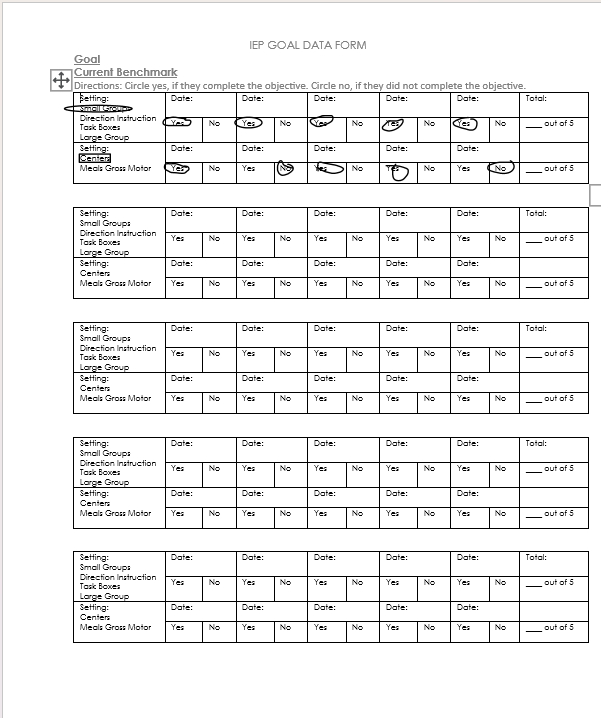 IEP GOAL DATA FORM
Goal
Current Benchmark
Directions: Circle yes, if they complete the objective. Circle no, if they did not complete the objective.
Setting: Date: Date: Date: Date: Date: Total:
Small Groups
Direction Instruction Yes No Yes No Yes No Yes No Yes No ___ out of 5
Task Boxes
Large Group
Setting: Date: Date: Date: Date: Date:
Centers
Meals Gross Motor Yes No Yes No Yes No Yes No Yes No ___ out of 5
Setting: Date: Date: Date: Date: Date: Total:
Small Groups
Direction Instruction Yes No Yes No Yes No Yes No Yes No ___ out of 5
Task Boxes
Large Group
Setting: Date: Date: Date: Date: Date:
Centers
Meals Gross Motor Yes No Yes No Yes No Yes No Yes No ___ out of 5
Setting: Date: Date: Date: Date: Date: Total:
Small Groups
Direction Instruction Yes No Yes No Yes No Yes No Yes No ___ out of 5
Task Boxes
Large Group
Setting: Date: Date: Date: Date: Date:
Centers
Meals Gross Motor Yes No Yes No Yes No Yes No Yes No ___ out of 5
Setting: Date: Date: Date: Date: Date: Total:
Small Groups
Direction Instruction Yes No Yes No Yes No Yes No Yes No ___ out of 5
Task Boxes
Large Group
Setting: Date: Date: Date: Date: Date:
Centers
Meals Gross Motor Yes No Yes No Yes No Yes No Yes No ___ out of 5
Setting: Date: Date: Date: Date: Date: Total:
Small Groups
Direction Instruction Yes No Yes No Yes No Yes No Yes No ___ out of 5
Task Boxes
Large Group
Setting: Date: Date: Date: Date: Date:
Centers
Meals Gross Motor Yes No Yes No Yes No Yes No Yes No ___ out of 5